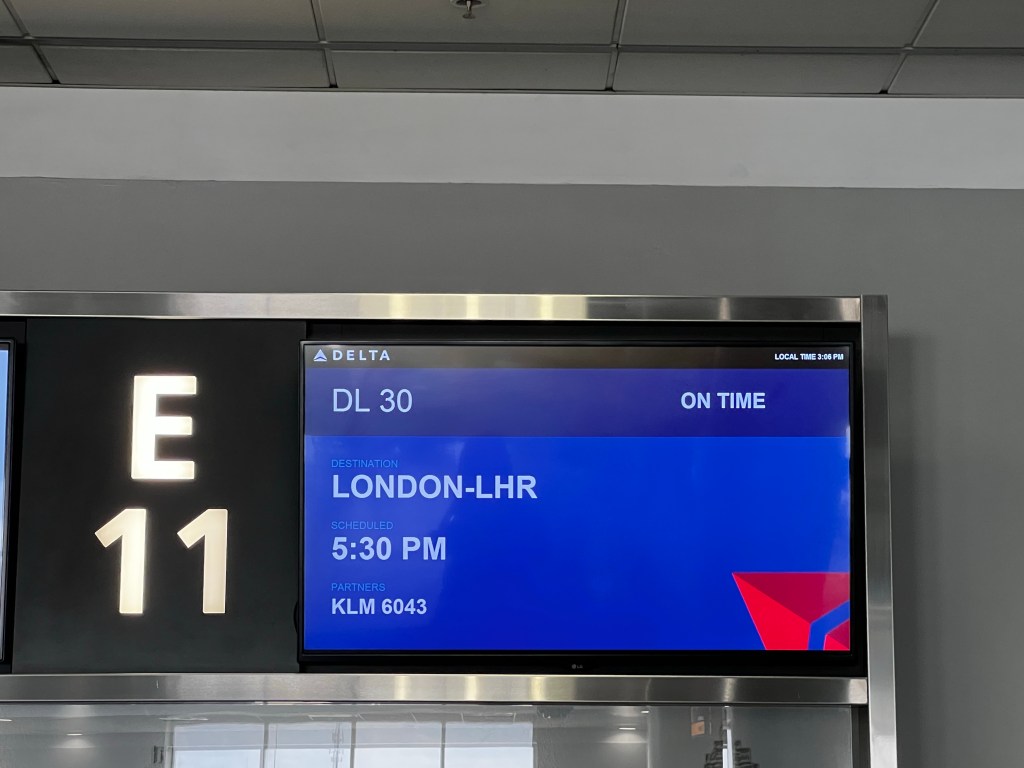 E
11
DELTA
LOCAL TIME 3:06 PM
DL 30
ON TIME
DESTINATION
LONDON-LHR
SCHEDULED
5:30 PM
PARTNERS
KLM 6043
LG